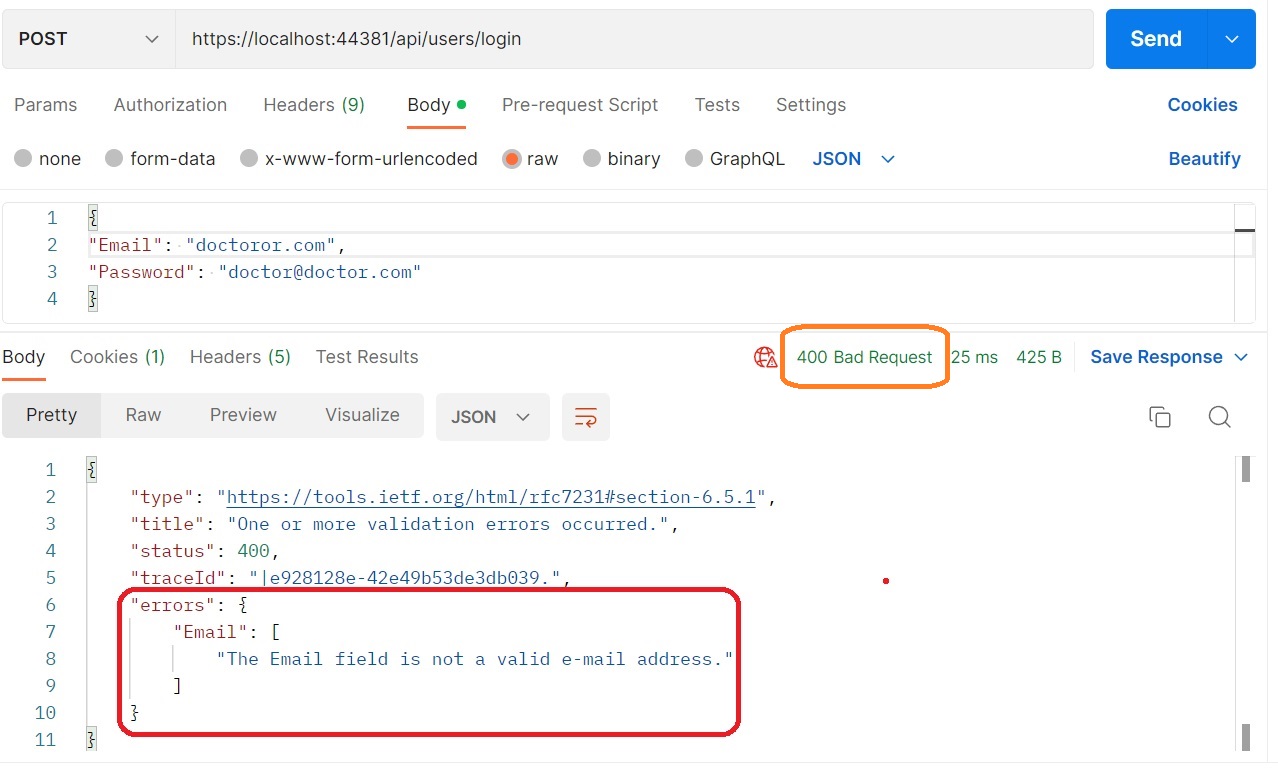 POST https://localhost:44381/api/users/login Send
Params Authorization Headers (9) Body Pre-request Script Tests Settings Cookies
none form-data x-www-form-urlencoded raw binary GraphQL JSON Beautify
1 {
2 "Email": "doctoror.com",
3 "Password": "doctor@doctor.com"
4 }
Body Cookies (1) Headers (5) Test Results 400 Bad Request 25 ms 425 B Save Response
Pretty Raw Preview Visualize JSON
1 {
2 "type": "https://tools.ietf.org/html/rfc7231#section-6.5.1",
3 "title": "One or more validation errors occurred.",
4 "status": 400,
5 "traceId": "|e928128e-42e49b53de3db039.",
6 "errors": {
7 "Email": [
8 "The Email field is not a valid e-mail address."
9 ]
10 }
11 }